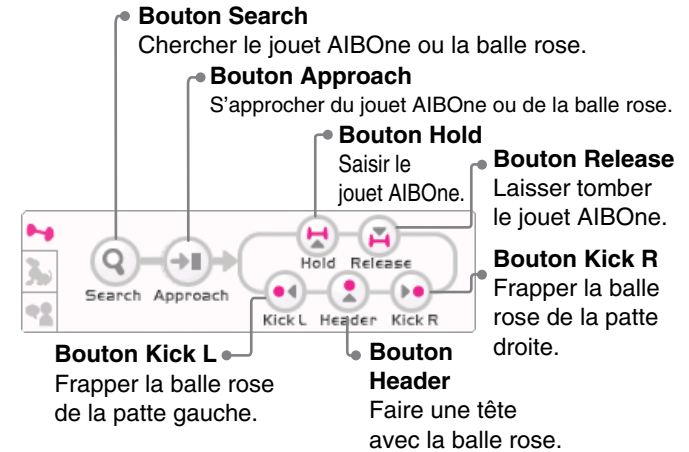 Bouton Search
Chercher le jouet AIBOne ou la balle rose.
Bouton Approach
S'approcher du jouet AIBOne ou de la balle rose.
Bouton Hold
Saisir le
jouet AIBOne.
Bouton Release
Laisser tomber
le jouet AIBOne.
Hold Release
Search Approach
Kick L Header Kick R
Bouton Kick R
Frapper la balle
rose de la patte
droite.
Bouton Kick L
Frapper la balle rose
de la patte gauche.
Bouton
Header
Faire une tête
avec la balle rose.